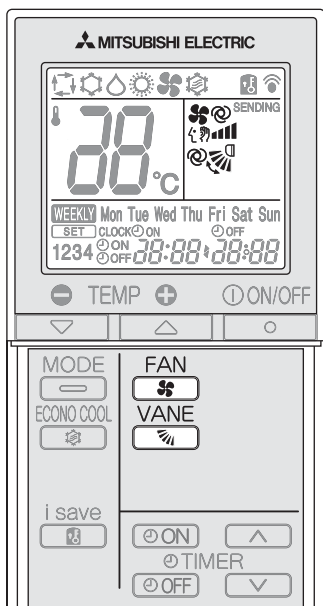 MITSUBISHI ELECTRIC
SENDING
88
°C
WEEKLY Mon Tue Wed Thu Fri Sat Sun
SET CLOCK ON OFF
1234 ON OFF 88:88 88:88
TEMP ON/OFF
MODE FAN
ECONO COOL VANE
i save
ON
TIMER
OFF